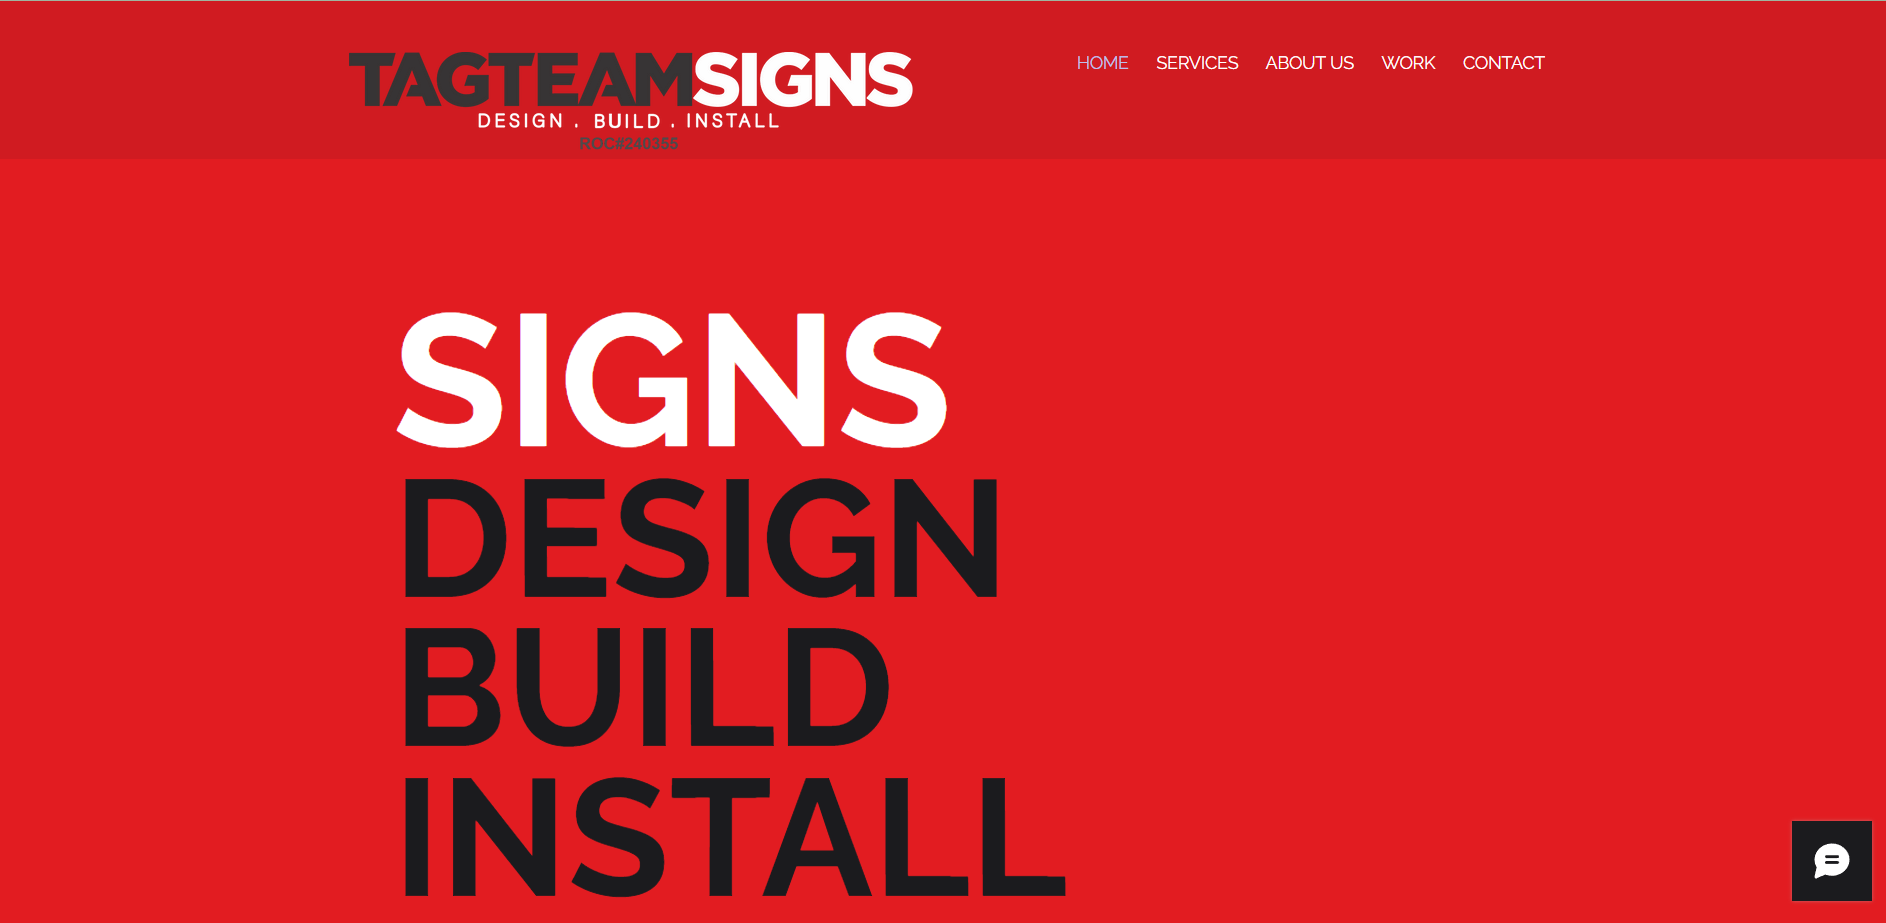 TAGTEAMSIGNS
DESIGN . BUILD . INSTALL
ROC#240355
HOME SERVICES ABOUT US WORK CONTACT
SIGNS
DESIGN
BUILD
INSTALL